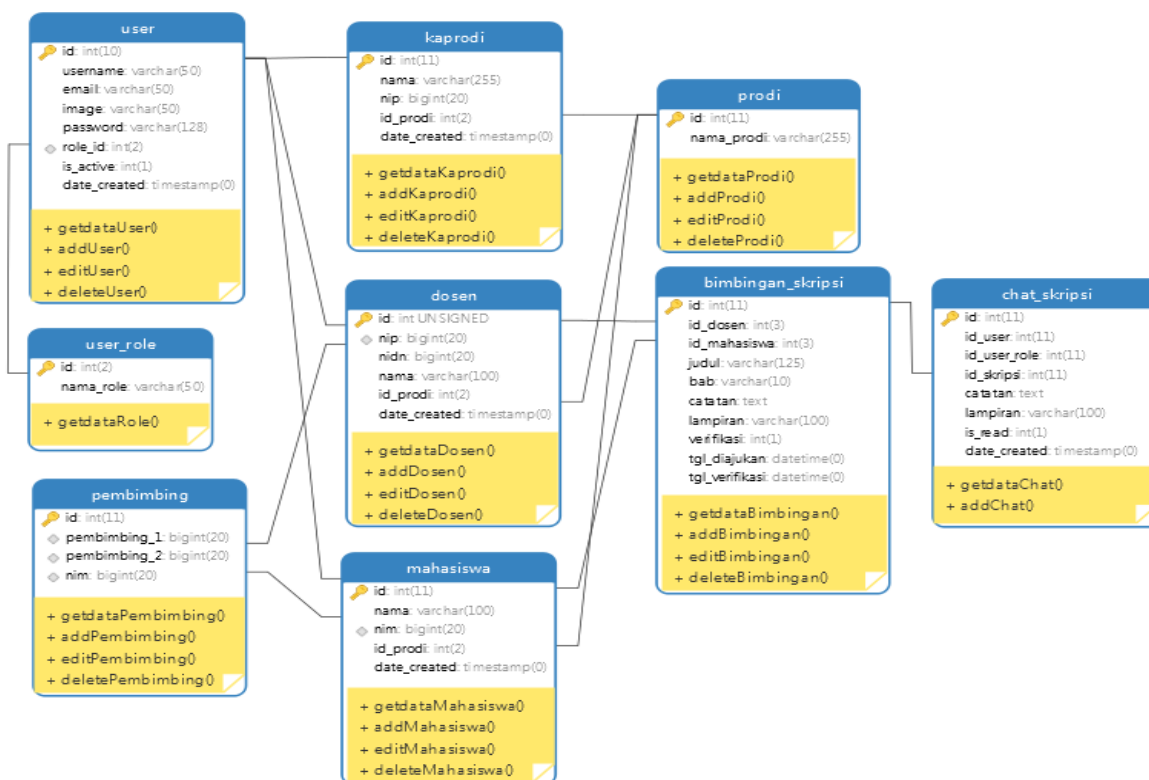 user
id: int(10)
username: varchar(50)
email: varchar(50)
image: varchar(50)
password: varchar(128)
role_id: int(2)
is_active: int(1)
date_created: timestamp(0)
+ getdataUser()
+ addUser()
+ editUser()
+ deleteUser()
user_role
id: int(2)
nama_role: varchar(50)
+ getdataRole()
pembimbing
id: int(11)
pembimbing_1: bigint(20)
pembimbing_2: bigint(20)
nim: bigint(20)
+ getdataPembimbing()
+ addPembimbing()
+ editPembimbing()
+ deletePembimbing()
kaprodi
id: int(11)
nama: varchar(255)
nip: bigint(20)
id_prodi: int(2)
date_created: timestamp(0)
+ getdataKaprodi()
+ addKaprodi()
+ editKaprodi()
+ deleteKaprodi()
dosen
id: int UNSIGNED
nip: bigint(20)
nidn: bigint(20)
nama: varchar(100)
id_prodi: int(2)
date_created: timestamp(0)
+ getdataDosen()
+ addDosen()
+ editDosen()
+ deleteDosen()
mahasiswa
id: int(11)
nama: varchar(100)
nim: bigint(20)
id_prodi: int(2)
date_created: timestamp(0)
+ getdataMahasiswa()
+ addMahasiswa()
+ editMahasiswa()
+ deleteMahasiswa()
prodi
id: int(11)
nama_prodi: varchar(255)
+ getdataProdi()
+ addProdi()
+ editProdi()
+ deleteProdi()
bimbingan_skripsi
id: int(11)
id_dosen: int(3)
id_mahasiswa: int(3)
judul: varchar(125)
bab: varchar(10)
catatan: text
lampiran: varchar(100)
verifikasi: int(1)
tgl_diajukan: datetime(0)
tgl_verifikasi: datetime(0)
+ getdataBimbingan()
+ addBimbingan()
+ editBimbingan()
+ deleteBimbingan()
chat_skripsi
id: int(11)
id_user: int(11)
id_user_role: int(11)
id_skripsi: int(11)
catatan: text
lampiran: varchar(100)
is_read: int(1)
date_created: timestamp(0)
+ getdataChat()
+ addChat()